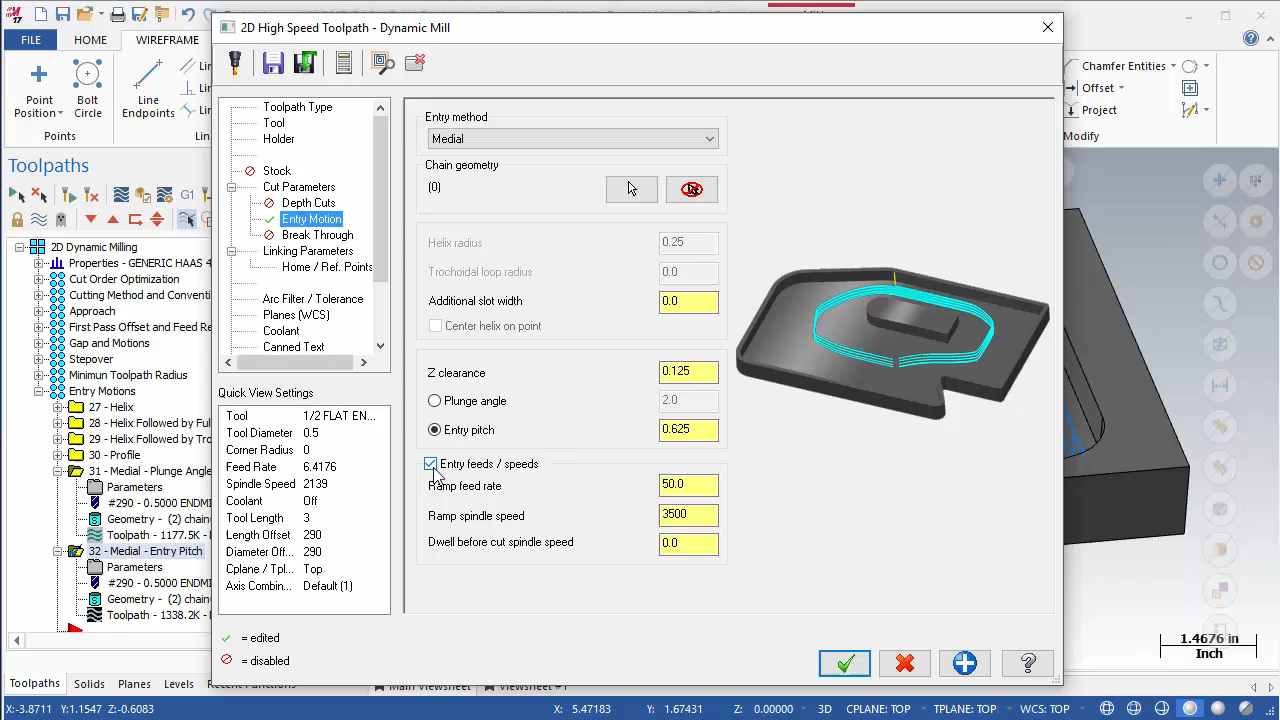 17
2D High Speed Toolpath - Dynamic Mill
FILE
HOME
WIREFRAME
Point
Position
Bolt
Circle
Line
Endpoints
Points
Chamfer Entities
Offset
Project
Modify
Toolpaths
G1
2D Dynamic Milling
Properties - GENERIC HAAS 4
Cut Order Optimization
Cutting Method and Convention
Approach
First Pass Offset and Feed Re
Gap and Motions
Stepover
Minimun Toolpath Radius
Entry Motions
27 - Helix
28 - Helix Followed by Ful
29 - Helix Followed by Tro
30 - Profile
31 - Medial - Plunge Angle
Parameters
#290 - 0.5000 ENDMI
Geometry - (2) chain(
Toolpath - 1177.5K -
32 - Medial - Entry Pitch
Parameters
#290 - 0.5000 ENDMI
Geometry - (2) chain(
Toolpath - 1338.2K -
Toolpath Type
Tool
Holder
Stock
Cut Parameters
Depth Cuts
Entry Motion
Break Through
Linking Parameters
Home / Ref. Points
Arc Filter / Tolerance
Planes (WCS)
Coolant
Canned Text
Quick View Settings
Tool 1/2 FLAT EN...
Tool Diameter 0.5
Corner Radius 0
Feed Rate 6.4176
Spindle Speed 2139
Coolant Off
Tool Length 3
Length Offset 290
Diameter Off... 290
Cplane / Tpl... Top
Axis Combin... Default (1)
= edited
= disabled
Entry method
Medial
Chain geometry
(0)
Helix radius 0.25
Trochoidal loop radius 0.0
Additional slot width 0.0
Center helix on point
Z clearance 0.125
Plunge angle 2.0
Entry pitch 0.625
Entry feeds / speeds
Ramp feed rate 50.0
Ramp spindle speed 3500
Dwell before cut spindle speed 0.0
1.4676 in
Inch
Toolpaths
Solids
Planes
Levels
Recent Functions
Main Viewsheet
Viewsheet #1
X:-3.8711 Y:1.1547 Z:-0.6083
X: 5.47183 Y: 1.67431 Z: 0.00000 3D CPLANE: TOP TPLANE: TOP WCS: TOP